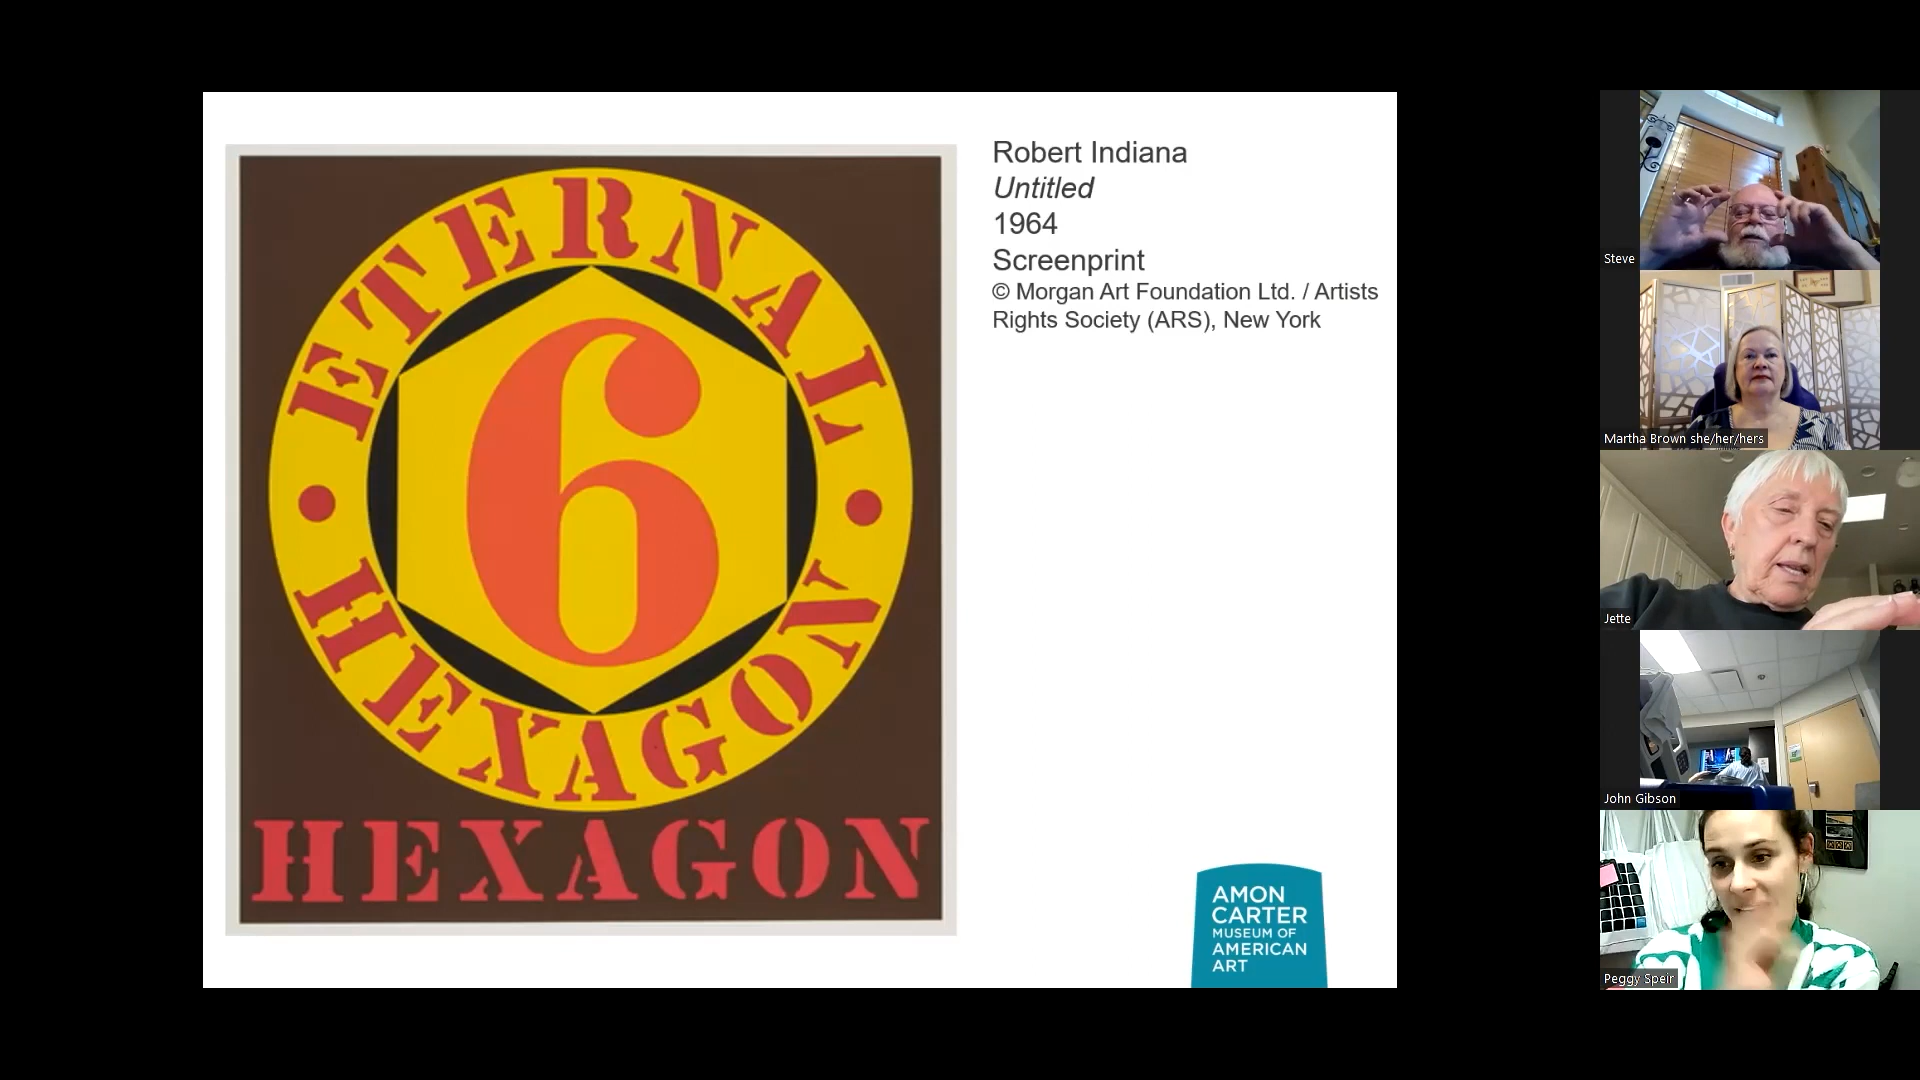 ETERNAL
HEXAGON
6
HEXAGON
Robert Indiana
Untitled
1964
Screenprint
© Morgan Art Foundation Ltd. / Artists
Rights Society (ARS), New York
AMON
CARTER
MUSEUM OF
AMERICAN
ART
Steve
Martha Brown she/her/hers
Jette
John Gibson
Peggy Speir